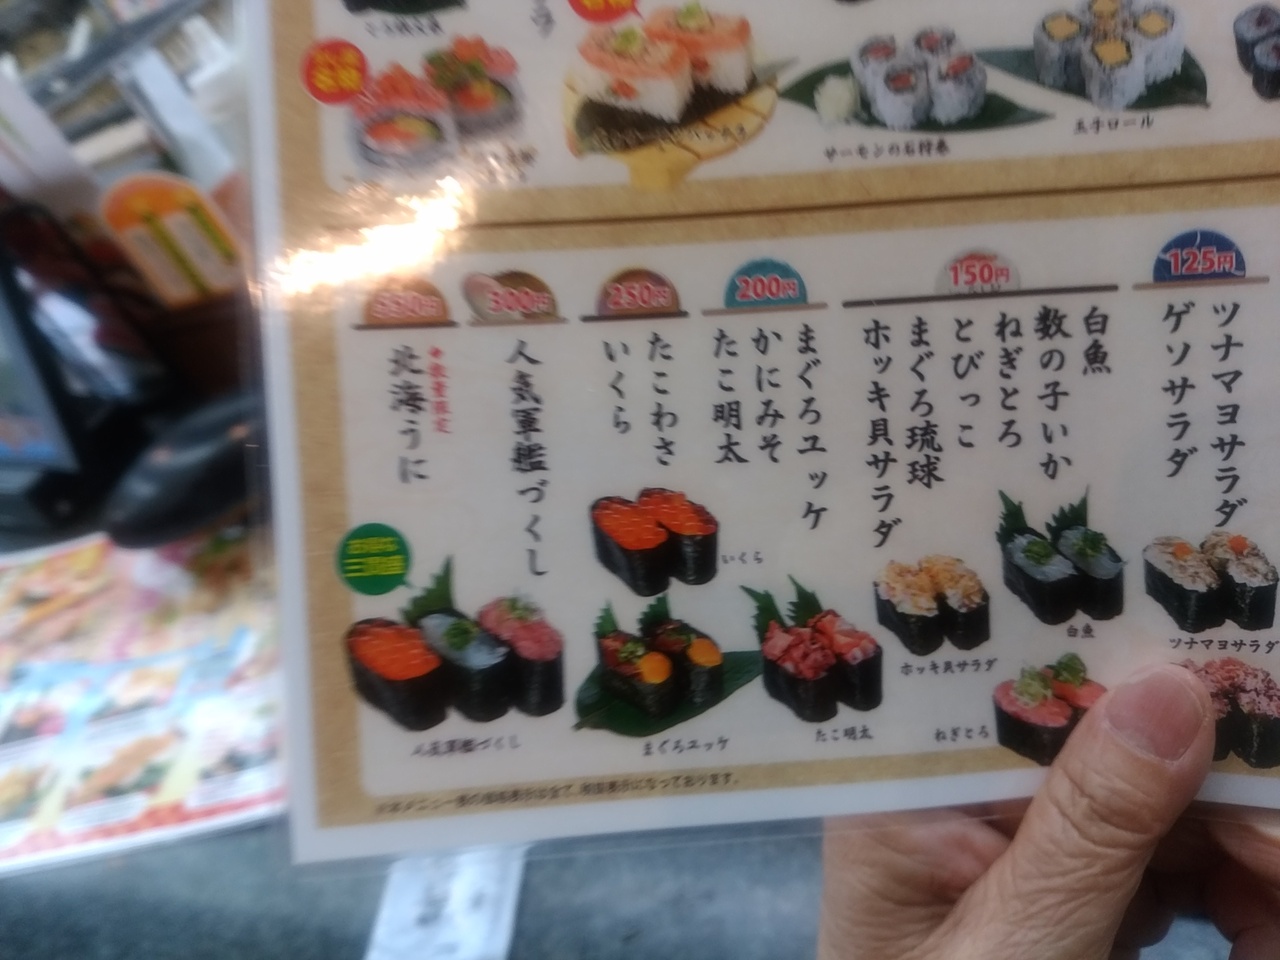 名物
サーモンの石狩巻
玉子ロール
125円
ツナマヨサラダ
ゲソサラダ
150円
白魚
数の子いか
ねぎとろ
とびっこ
まぐろ琉球
ホッキ貝サラダ
200円
まぐろユッケ
かにみそ
たこ明太
250円
たこわさ
いくら
300円
人気軍艦づくし
※数量限定
北海うに
いくら
人気軍艦づくし
まぐろユッケ
たこ明太
ホッキ貝サラダ
白魚
ねぎとろ
ツナマヨサラダ